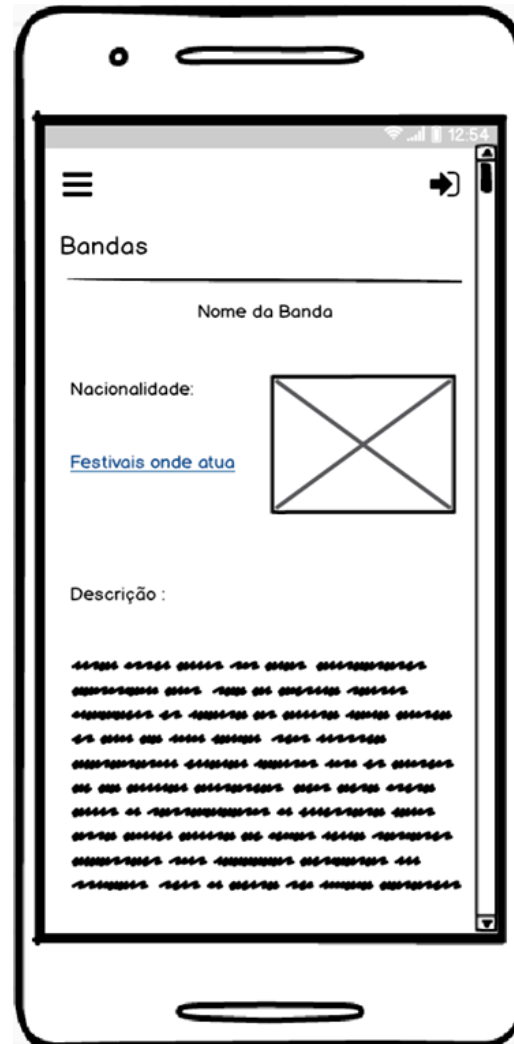 12:54
Bandas
Nome da Banda
Nacionalidade:
Festivais onde atua
Descrição :